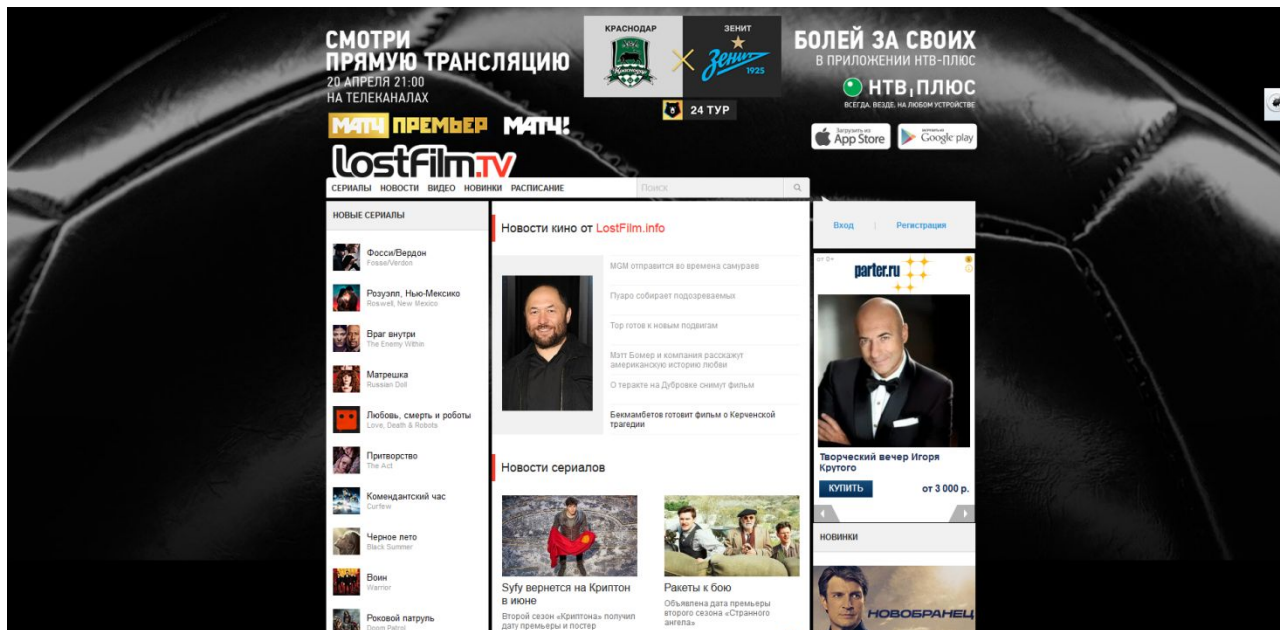 СМОТРИ
ПРЯМУЮ ТРАНСЛЯЦИЮ
20 АПРЕЛЯ 21:00
НА ТЕЛЕКАНАЛАХ
МАТЧ ПРЕМЬЕР МАТЧ!
КРАСНОДАР
Краснодар
ЗЕНИТ
Зенит
1925
24 ТУР
БОЛЕЙ ЗА СВОИХ
В ПРИЛОЖЕНИИ НТВ-ПЛЮС
НТВ ПЛЮС
ВСЕГДА. ВЕЗДЕ. НА ЛЮБОМ УСТРОЙСТВЕ
Загрузить из
App Store
Google play
LostFilm.TV
СЕРИАЛЫ НОВОСТИ ВИДЕО НОВИНКИ РАСПИСАНИЕ
Поиск
НОВЫЕ СЕРИАЛЫ
Фосси/Вердон
Fosse/Verdon
Розуэлл, Нью-Мексико
Roswell, New Mexico
Враг внутри
The Enemy Within
Матрешка
Russian Doll
Любовь, смерть и роботы
Love, Death & Robots
Притворство
The Act
Комендантский час
Curfew
Черное лето
Black Summer
Воин
Warrior
Роковой патруль
Doom Patrol
Новости кино от LostFilm.info
MGM отправится во времена самураев
Пуаро собирает подозреваемых
Тор готов к новым подвигам
Мэтт Бомер и компания расскажут
американскую историю любви
О теракте на Дубровке снимут фильм
Бекмамбетов готовит фильм о Керченской
трагедии
Новости сериалов
Syfy вернется на Криптон
в июне
Второй сезон «Криптона» получил
дату премьеры и постер
Ракеты к бою
Объявлена дата премьеры
второго сезона «Странного
ангела»
Вход | Регистрация
от 6+
parter.ru
Творческий вечер Игоря
Крутого
КУПИТЬ от 3 000 р.
НОВИНКИ
НОВОБРАНЕЦ